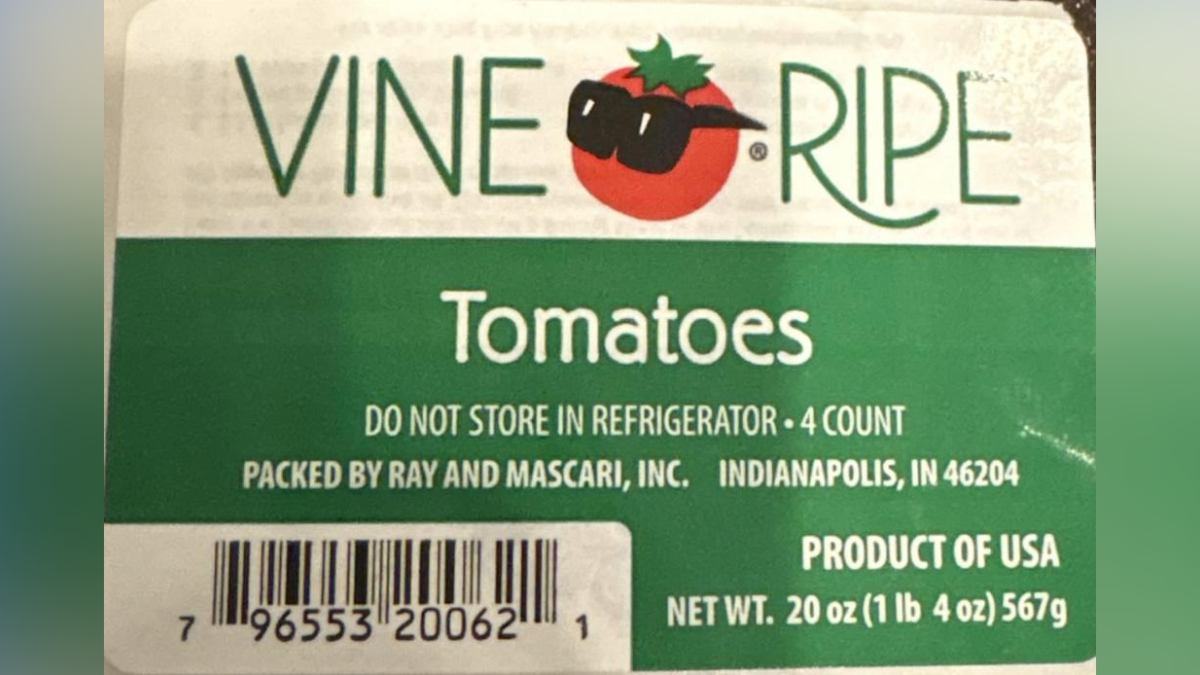 VINE RIPE
®
Tomatoes
DO NOT STORE IN REFRIGERATOR • 4 COUNT
PACKED BY RAY AND MASCARI, INC. INDIANAPOLIS, IN 46204
PRODUCT OF USA
NET WT. 20 oz (1 lb 4 oz) 567g
7 96553 20062 1